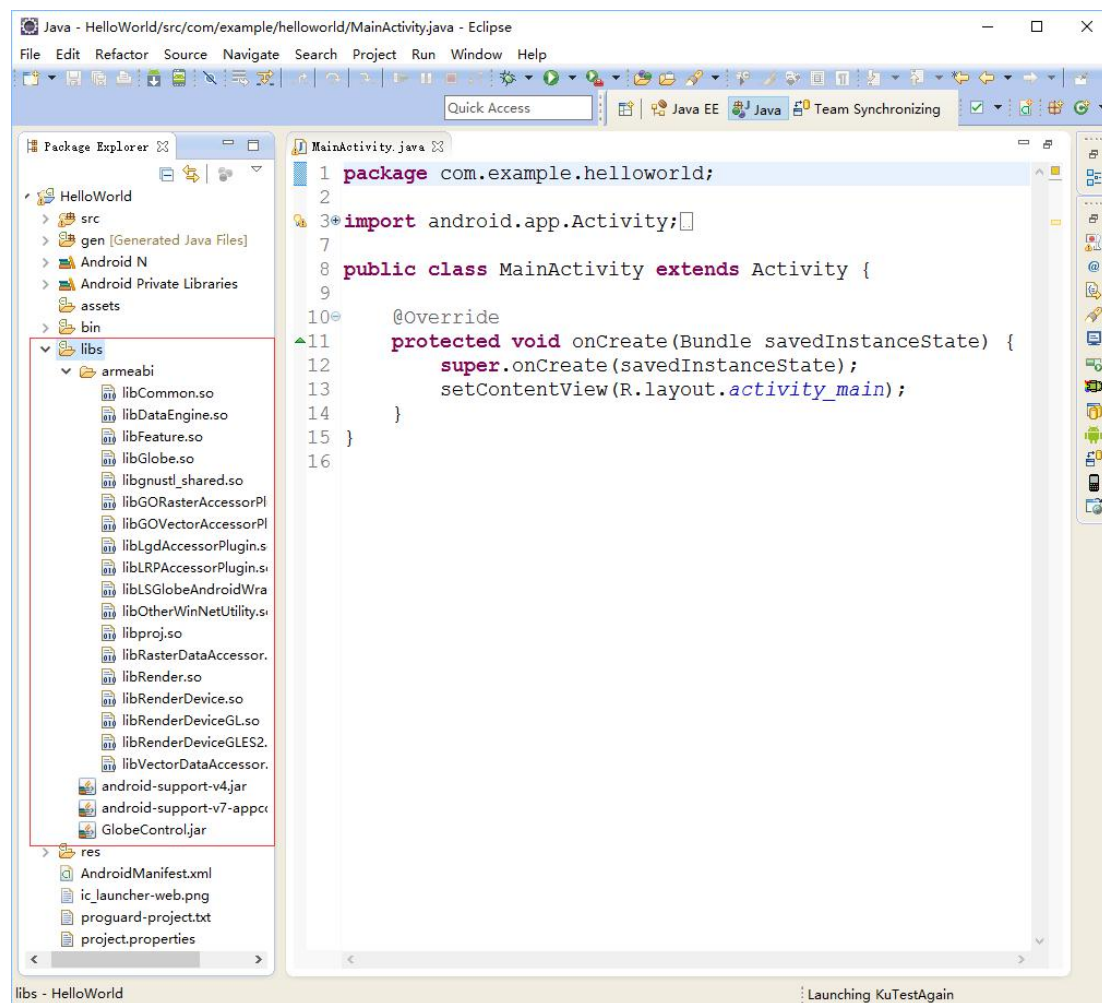 Java - HelloWorld/src/com/example/helloworld/MainActivity.java - Eclipse
File Edit Refactor Source Navigate Search Project Run Window Help
Quick Access
Java EE Java Team Synchronizing
Package Explorer
MainActivity.java
HelloWorld
src
gen [Generated Java Files]
Android N
Android Private Libraries
assets
bin
libs
armeabi
libCommon.so
libDataEngine.so
libFeature.so
libGlobe.so
libgnustl_shared.so
libGORasterAccessorPl
libGOVectorAccessorPl
libLgdAccessorPlugin.s
libLRPAccessorPlugin.s
libLSGlobeAndroidWra
libOtherWinNetUtility.s
libproj.so
libRasterDataAccessor.
libRender.so
libRenderDevice.so
libRenderDeviceGL.so
libRenderDeviceGLES2.
libVectorDataAccessor.
android-support-v4.jar
android-support-v7-appc
GlobeControl.jar
res
AndroidManifest.xml
ic_launcher-web.png
proguard-project.txt
project.properties
1 package com.example.helloworld;
2
3 import android.app.Activity;
7
8 public class MainActivity extends Activity {
9
10 @Override
11 protected void onCreate(Bundle savedInstanceState) {
12 super.onCreate(savedInstanceState);
13 setContentView(R.layout.activity_main);
14 }
15 }
16
libs - HelloWorld
Launching KuTestAgain